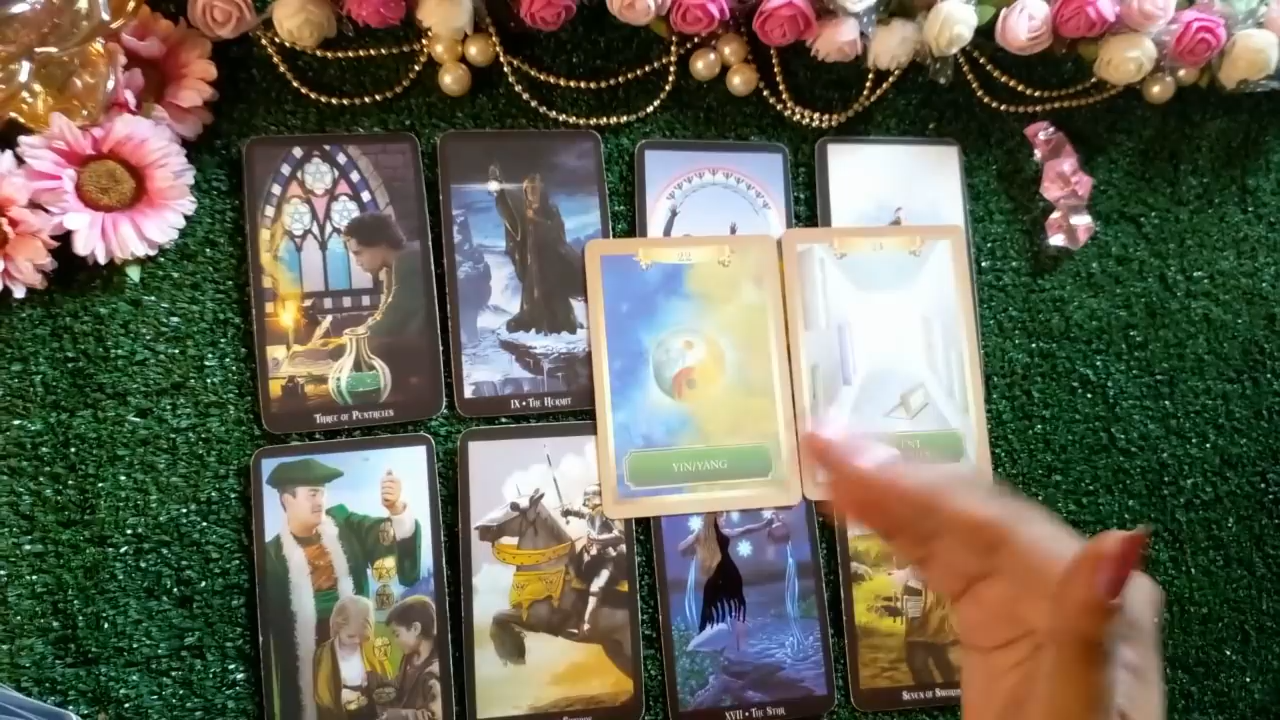 22
THREE OF PENTACLES
IX • THE HERMIT
YIN/YANG
XVII • THE STAR
SEVEN OF SWORDS